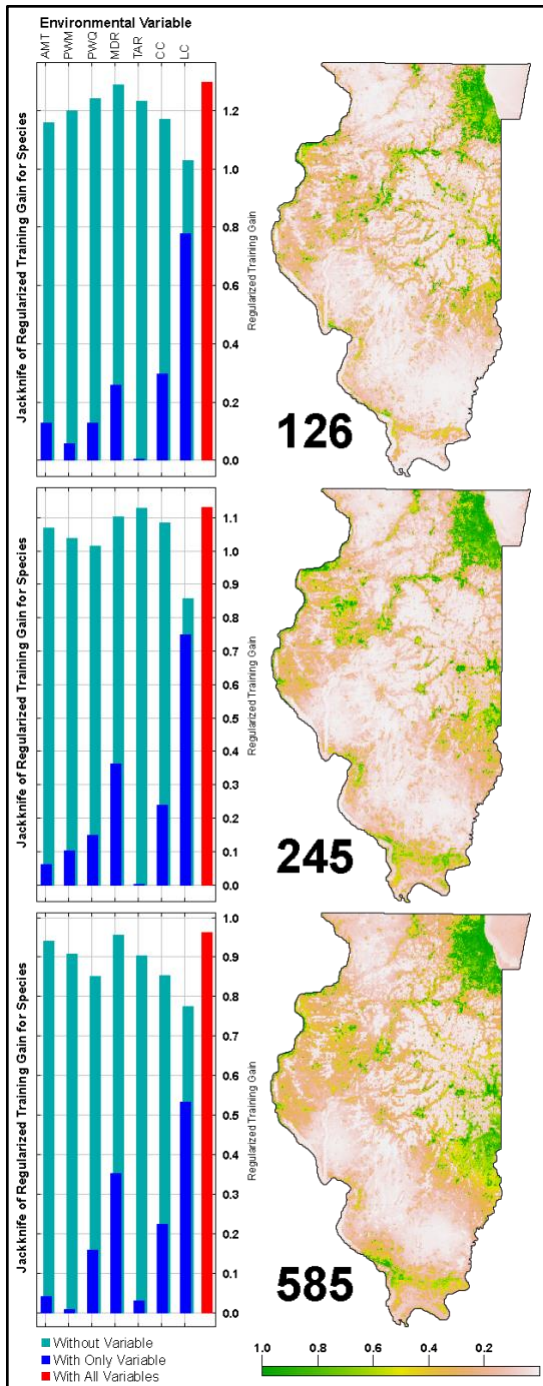 Environmental Variable
AMT
PWM
PWQ
MDR
TAR
CC
LC
Jackknife of Regularized Training Gain for Species
1.2
1.0
0.8
0.6
0.4
0.2
0.0
Regularized Training Gain
126
Jackknife of Regularized Training Gain for Species
1.1
1.0
0.9
0.8
0.7
0.6
0.5
0.4
0.3
0.2
0.1
0.0
Regularized Training Gain
245
Jackknife of Regularized Training Gain for Species
1.0
0.9
0.8
0.7
0.6
0.5
0.4
0.3
0.2
0.1
0.0
Regularized Training Gain
585
Without Variable
With Only Variable
With All Variables
1.0 0.8 0.6 0.4 0.2